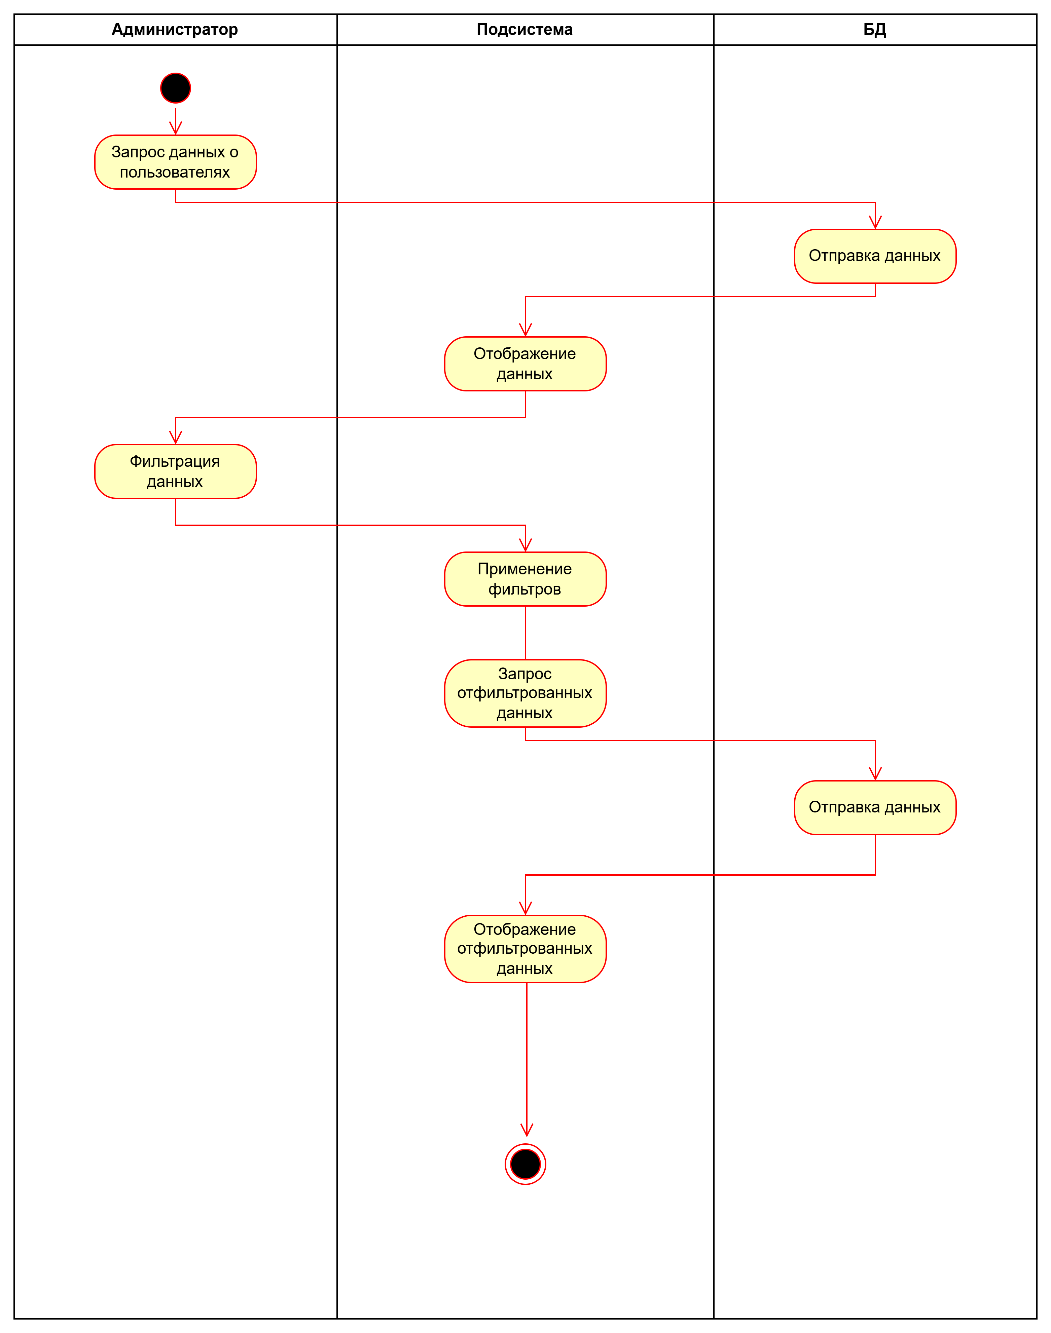 Администратор
Подсистема
БД
Запрос данных о
пользователях
Отправка данных
Отображение
данных
Фильтрация
данных
Применение
фильтров
Запрос
отфильтрованных
данных
Отправка данных
Отображение
отфильтрованных
данных